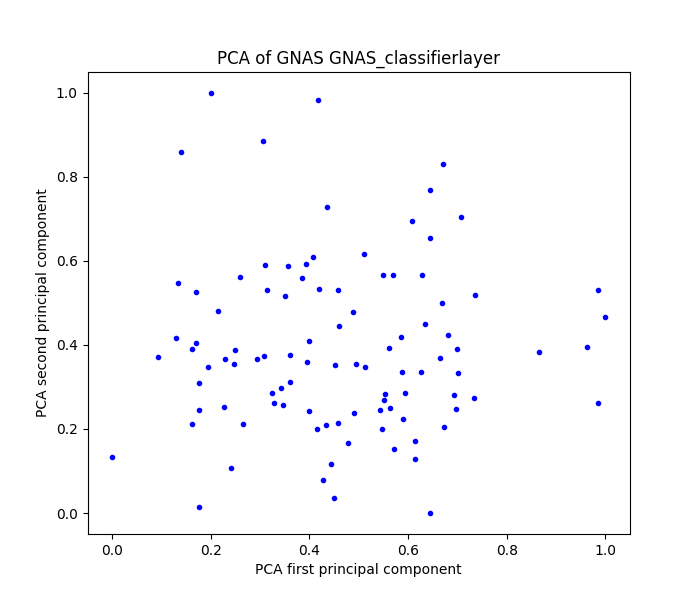 PCA of GNAS GNAS_classifierlayer
1.0
0.8
0.6
0.4
0.2
0.0
PCA second principal component
0.0 0.2 0.4 0.6 0.8 1.0
PCA first principal component